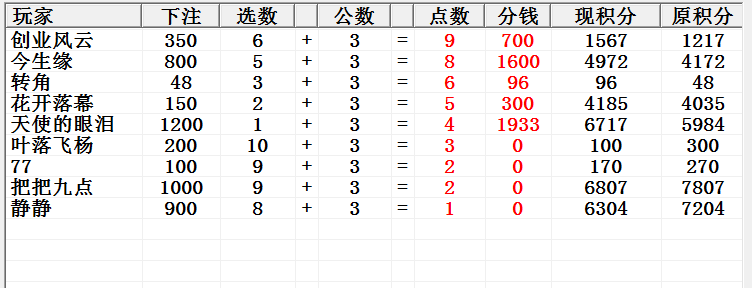 玩家 下注 选数 公数 点数 分钱 现积分 原积分
创业风云 350 6 + 3 = 9 700 1567 1217
今生缘 800 5 + 3 = 8 1600 4972 4172
转角 48 3 + 3 = 6 96 96 48
花开落幕 150 2 + 3 = 5 300 4185 4035
天使的眼泪 1200 1 + 3 = 4 1933 6717 5984
叶落飞杨 200 10 + 3 = 3 0 100 300
77 100 9 + 3 = 2 0 170 270
把把九点 1000 9 + 3 = 2 0 6807 7807
静静 900 8 + 3 = 1 0 6304 7204